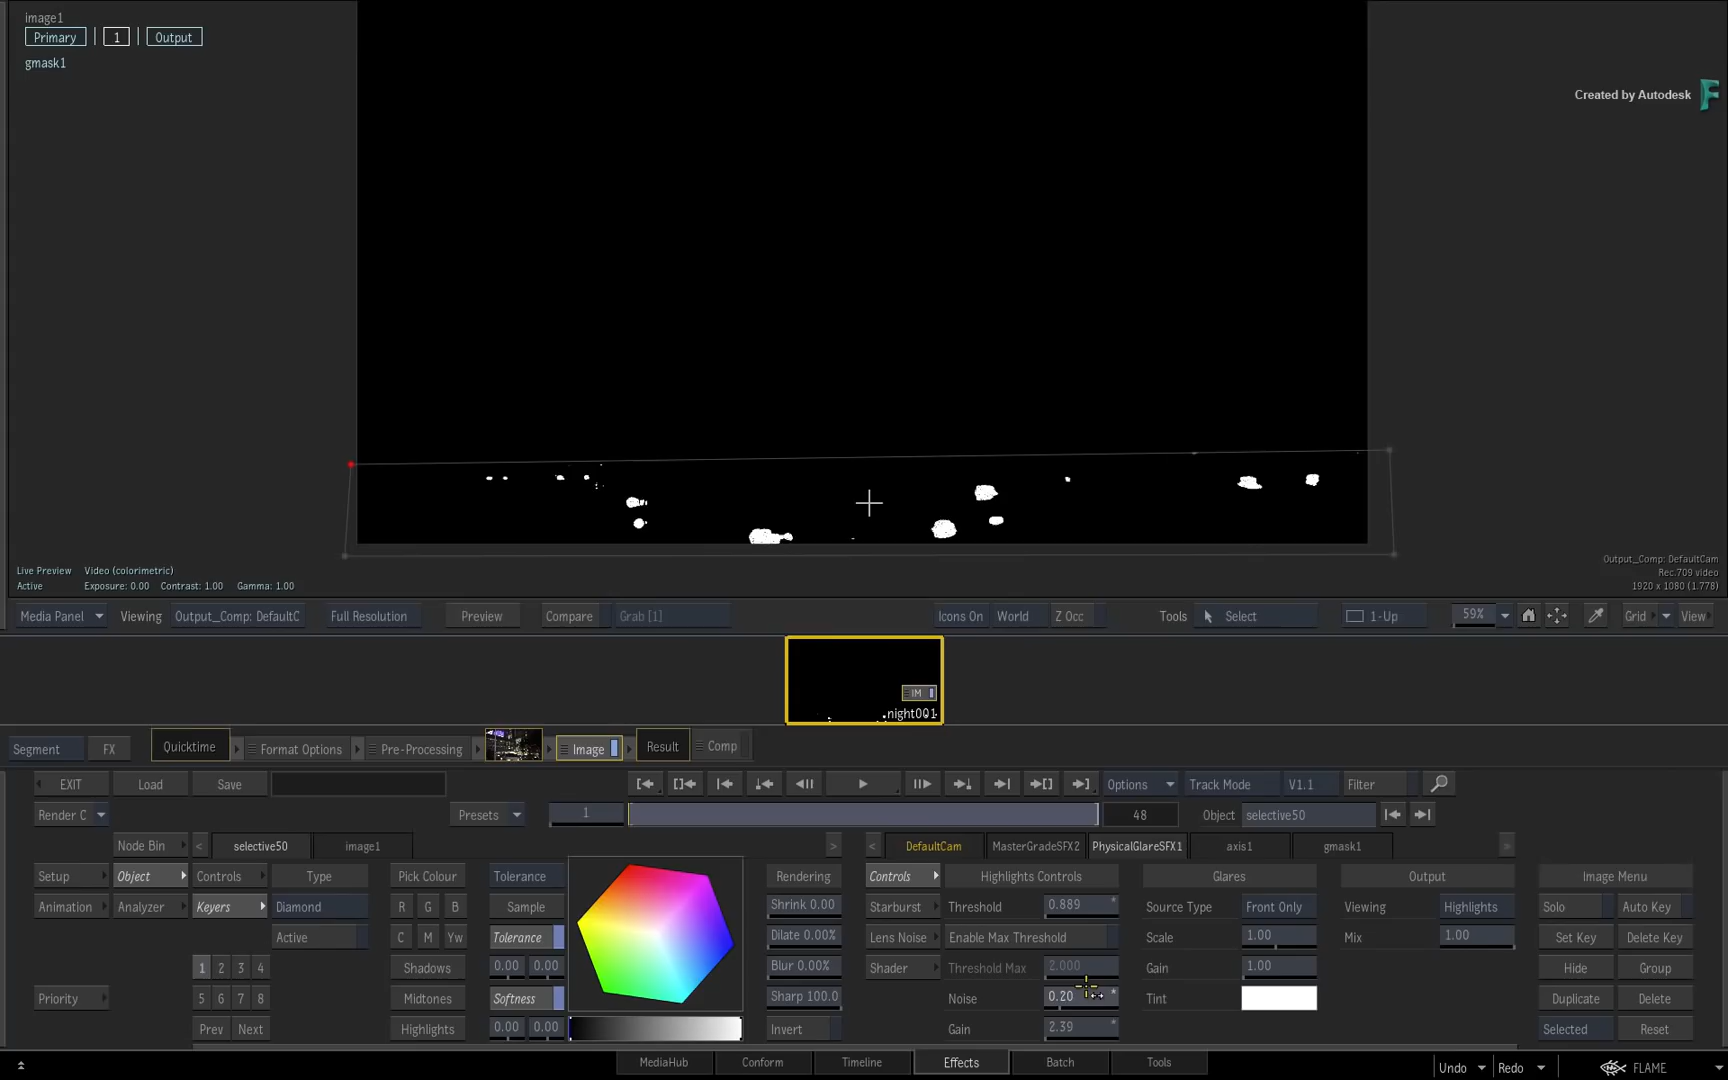 image1
Primary | 1 | Output
gmask1
Created by Autodesk
Live Preview Video (colorimetric)
Active Exposure: 0.00 Contrast: 1.00 Gamma: 1.00
Output_Comp: DefaultCam
Rec.709 video
1920 x 1080 (1.778)
Media Panel Viewing Output_Comp: DefaultC Full Resolution Preview Compare Grab [1] Icons On World Z Occ Tools Select 1-Up 59% Grid View
IM
night001
Segment FX Quicktime Format Options Pre-Processing Image Result Comp
EXIT Load Save Options Track Mode V1.1 Filter
Render C Presets 1 48 Object selective50
Node Bin < selective50 image1 > < DefaultCam MasterGradeSFX2 PhysicalGlareSFX1 axis1 gmask1 >
Setup Object Controls Type Pick Colour Tolerance Rendering Controls Highlights Controls Glares Output Image Menu
Animation Analyzer Keyers Diamond R G B Sample Shrink 0.00 Starburst Threshold 0.889 * Source Type Front Only Viewing Highlights Solo Auto Key
Active C M Yw Tolerance Dilate 0.00% Lens Noise Enable Max Threshold Scale 1.00 Mix 1.00 Set Key Delete Key
1 2 3 4 Shadows 0.00 0.00 Blur 0.00% Shader Threshold Max 2.000 Gain 1.00 Hide Group
Priority 5 6 7 8 Midtones Softness Sharp 100.0 Noise 0.20 * Tint Duplicate Delete
Prev Next Highlights 0.00 0.00 Invert Gain 2.39 * Selected Reset
MediaHub Conform Timeline Effects Batch Tools Undo Redo FLAME